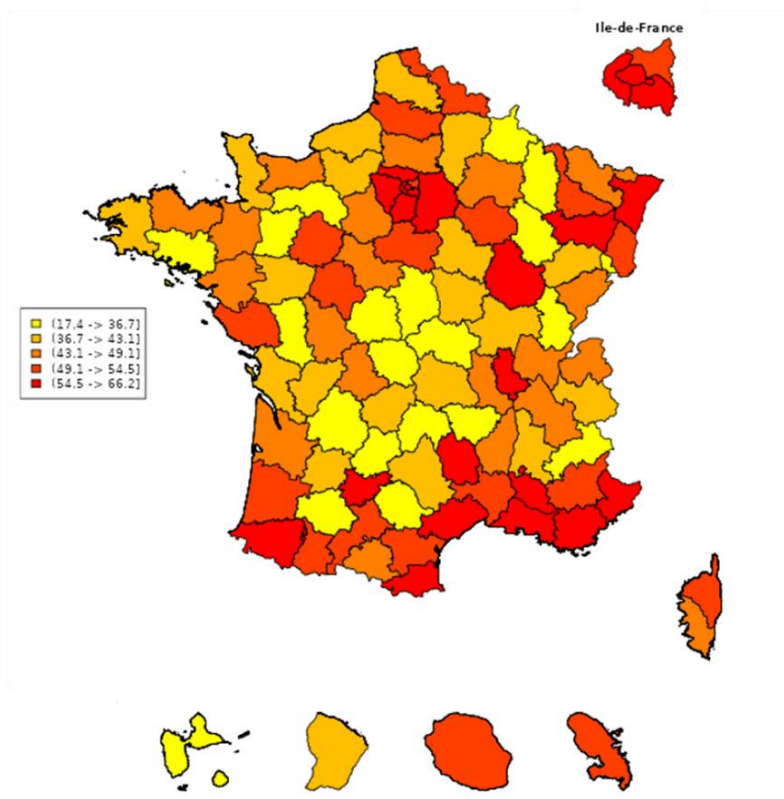 Ile-de-France
(17.4 -> 36.7]
(36.7 -> 43.1]
(43.1 -> 49.1]
(49.1 -> 54.5]
(54.5 -> 66.2]